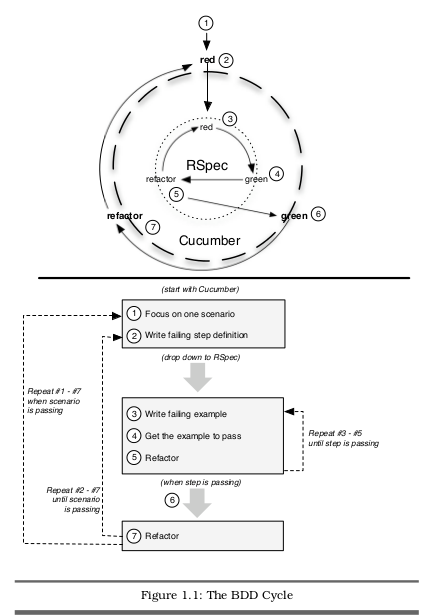 1
red 2
red 3
RSpec
refactor
green 4
5
refactor
green 6
7
Cucumber
(start with Cucumber)
1 Focus on one scenario
2 Write failing step definition
(drop down to RSpec)
Repeat #1 - #7
when scenario
is passing
3 Write failing example
4 Get the example to pass
5 Refactor
Repeat #3 - #5
until step is passing
(when step is passing)
6
Repeat #2 - #7
until scenario
is passing
7 Refactor
Figure 1.1: The BDD Cycle